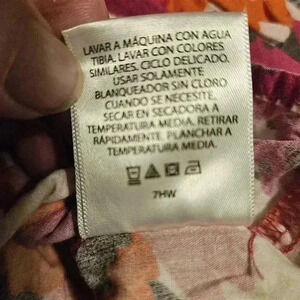 LAVAR A MÁQUINA CON AGUA
TIBIA. LAVAR CON COLORES
SIMILARES. CICLO DELICADO.
USAR SOLAMENTE
BLANQUEADOR SIN CLORO
CUANDO SE NECESITE.
SECAR EN SECADORA A
TEMPERATURA MEDIA. RETIRAR
RÁPIDAMENTE. PLANCHAR A
TEMPERATURA MEDIA.
7HW